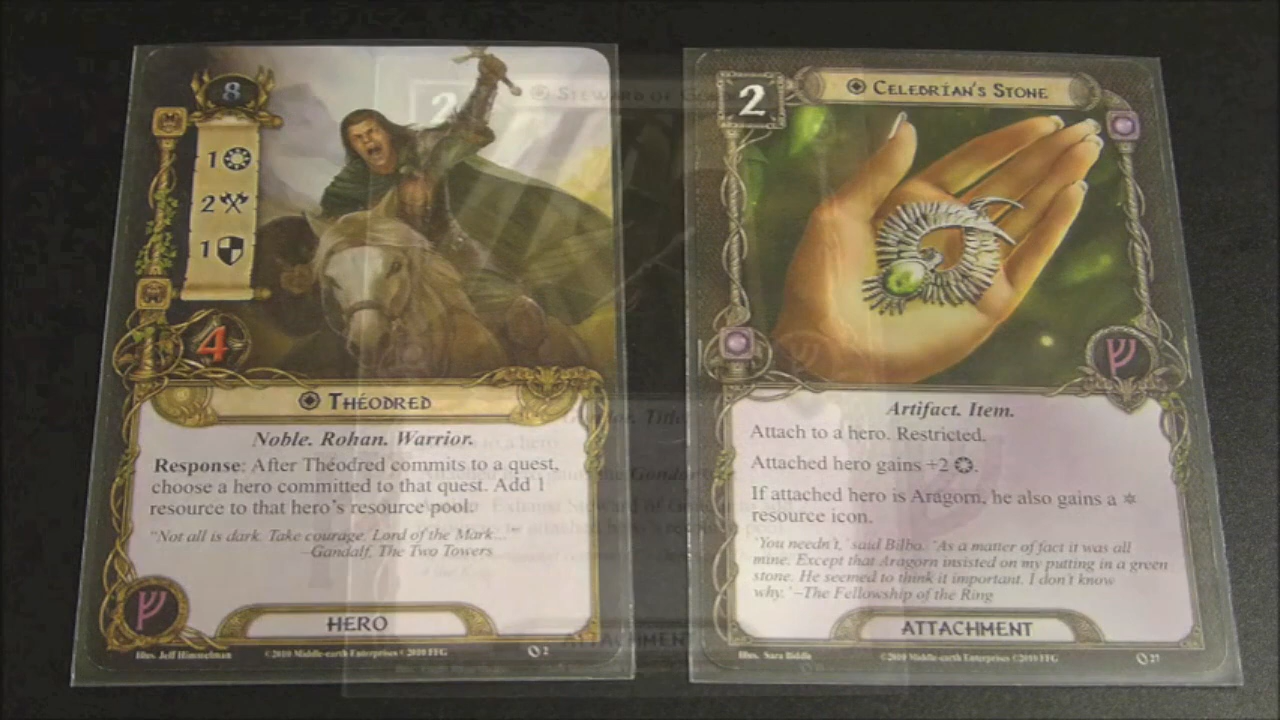 8
1
2
1
4
THÉODRED
Noble. Rohan. Warrior.
Response: After Théodred commits to a quest,
choose a hero committed to that quest. Add 1
resource to that hero's resource pool.
"Not all is dark. Take courage, Lord of the Mark..."
–Gandalf, The Two Towers
HERO
Illus. Jeff Himmelman
©2010 Middle-earth Enterprises ©2010 FFG
2
2
CELEBRÍAN'S STONE
Artifact. Item.
Attach to a hero. Restricted.
Attached hero gains +2
If attached hero is Aragorn, he also gains a
resource icon.
'You needn't,' said Bilbo. 'As a matter of fact it was all
mine. Except that Aragorn insisted on my putting in a green
stone. He seemed to think it important. I don't know
why.' –The Fellowship of the Ring
ATTACHMENT
Illus. Sara Biddle
©2010 Middle-earth Enterprises ©2010 FFG
27
2
STEWARD OF
ATTACHMENT